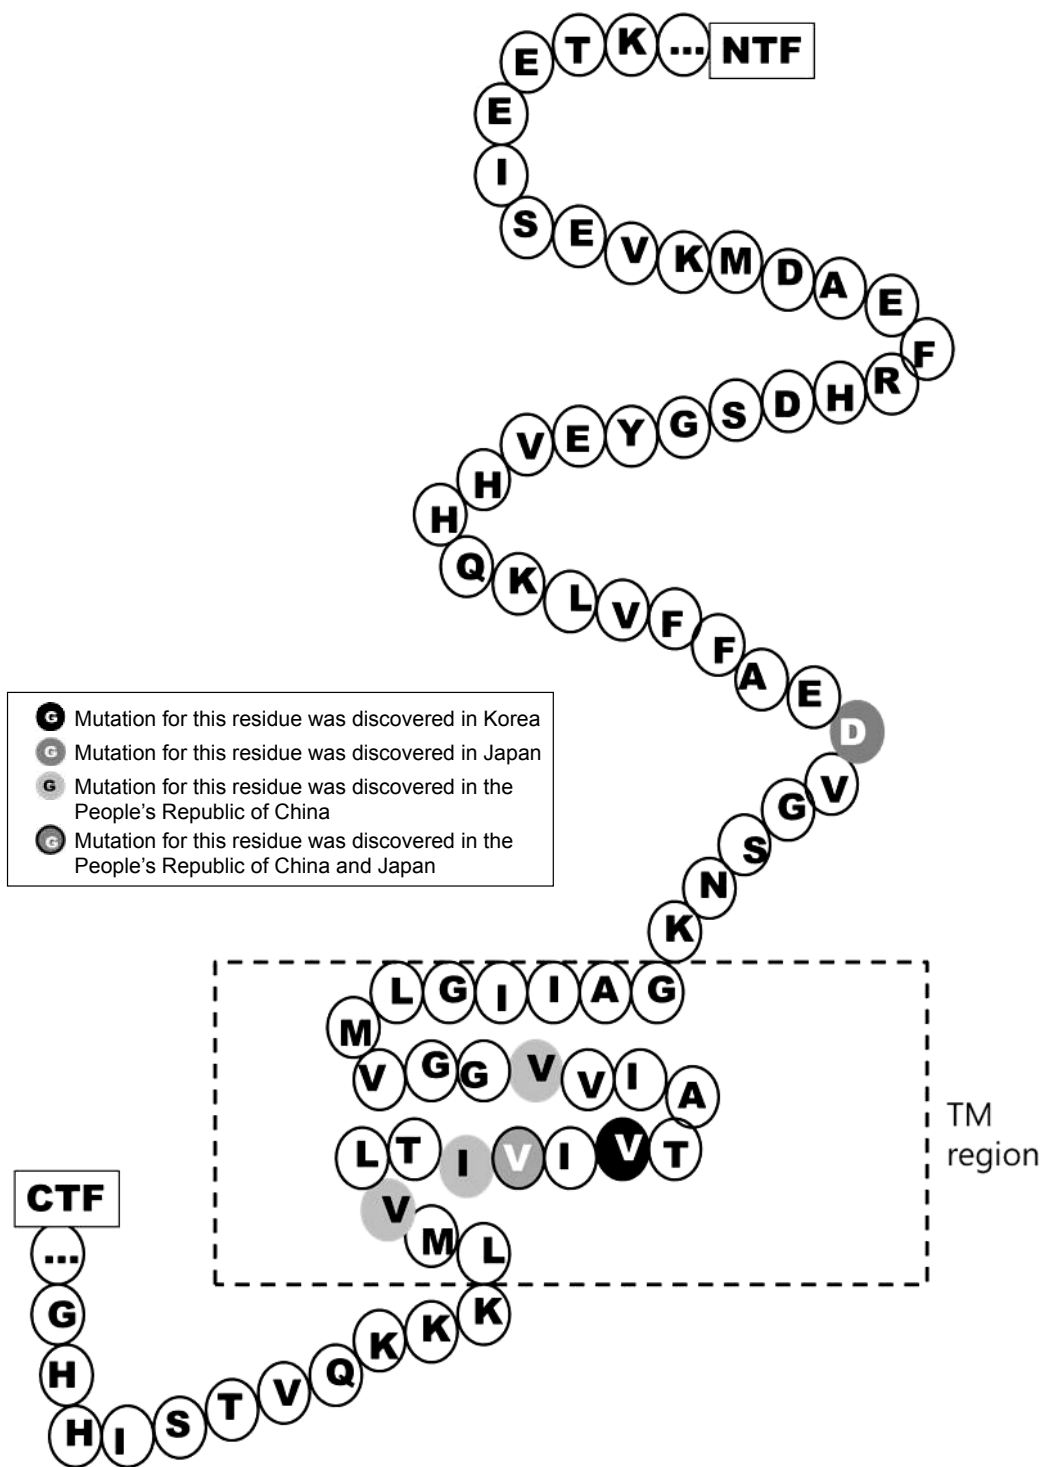 E T K ... NTF
E
I
S E V K M D A E
F
V E Y G S D H R
H
H
Q K L V F F A E
D
V
G
S
N
K
G Mutation for this residue was discovered in Korea
G Mutation for this residue was discovered in Japan
G Mutation for this residue was discovered in the
People's Republic of China
G Mutation for this residue was discovered in the
People's Republic of China and Japan
L G I I A G
M
V G G V V I A
L T I V I V T
V M L
TM
region
CTF
...
G
H
H I S T V Q K K K